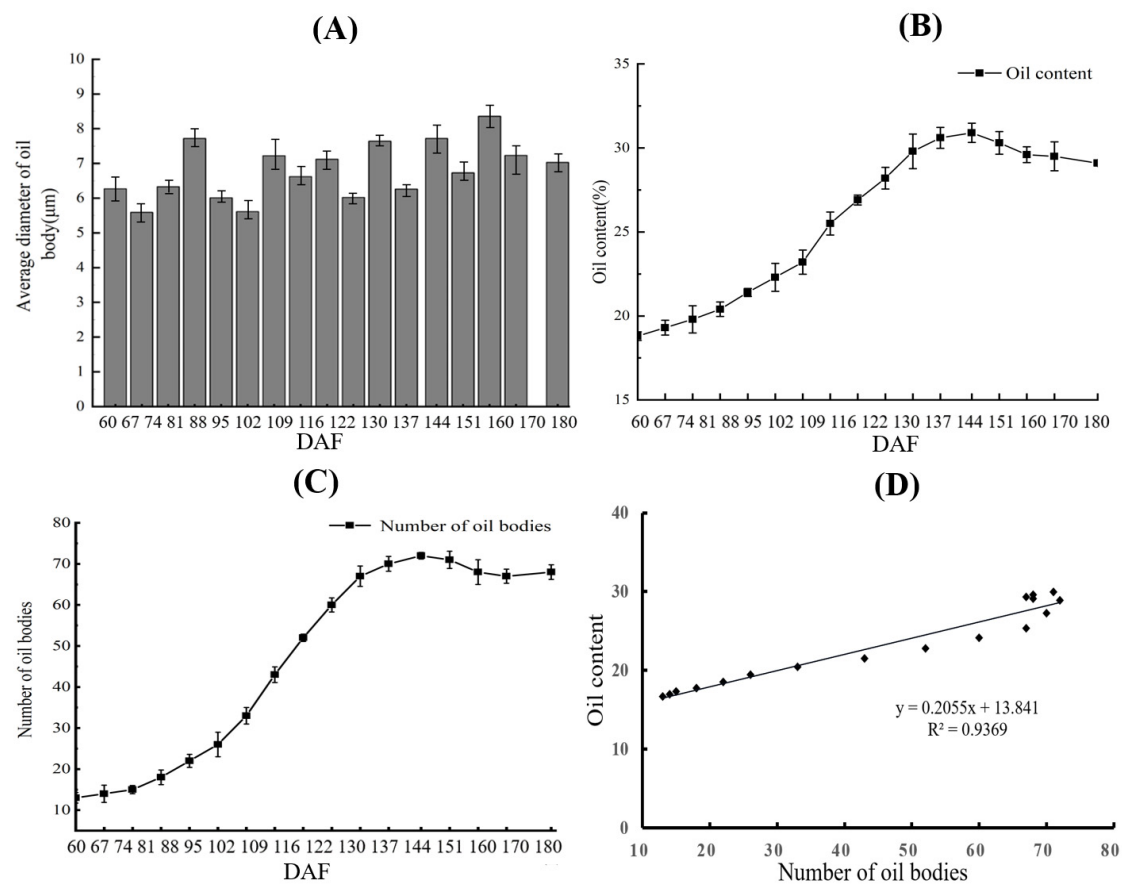 (A)
10
9
8
7
6
5
4
3
2
1
0
Average diameter of oil
body(μm)
60 67 74 81 88 95 102 109 116 122 130 137 144 151 160 170 180
DAF
(B)
Oil content
35
30
25
20
15
Oil content(%)
60 67 74 81 88 95 102 109 116 122 130 137 144 151 160 170 180
DAF
(C)
Number of oil bodies
80
70
60
50
40
30
20
10
Number of oil bodies
60 67 74 81 88 95 102 109 116 122 130 137 144 151 160 170 180
DAF
(D)
40
30
20
10
0
Oil content
y = 0.2055x + 13.841
R² = 0.9369
10 20 30 40 50 60 70 80
Number of oil bodies